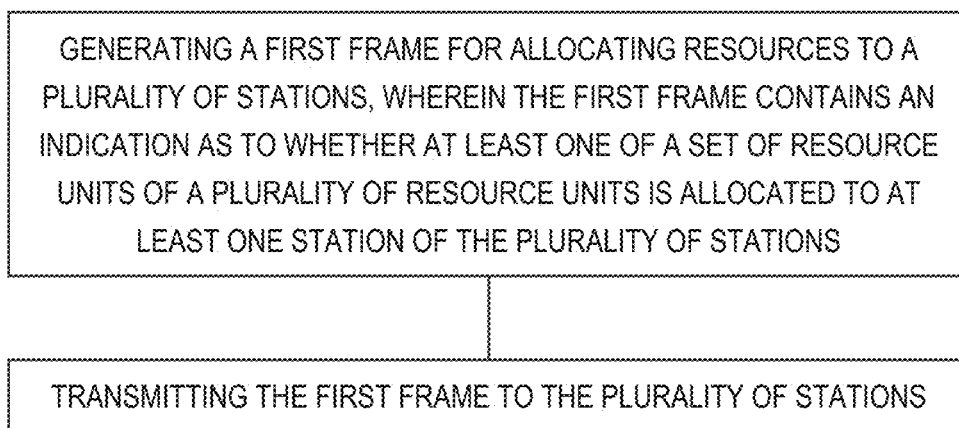 GENERATING A FIRST FRAME FOR ALLOCATING RESOURCES TO A
PLURALITY OF STATIONS, WHEREIN THE FIRST FRAME CONTAINS AN
INDICATION AS TO WHETHER AT LEAST ONE OF A SET OF RESOURCE
UNITS OF A PLURALITY OF RESOURCE UNITS IS ALLOCATED TO AT
LEAST ONE STATION OF THE PLURALITY OF STATIONS
TRANSMITTING THE FIRST FRAME TO THE PLURALITY OF STATIONS